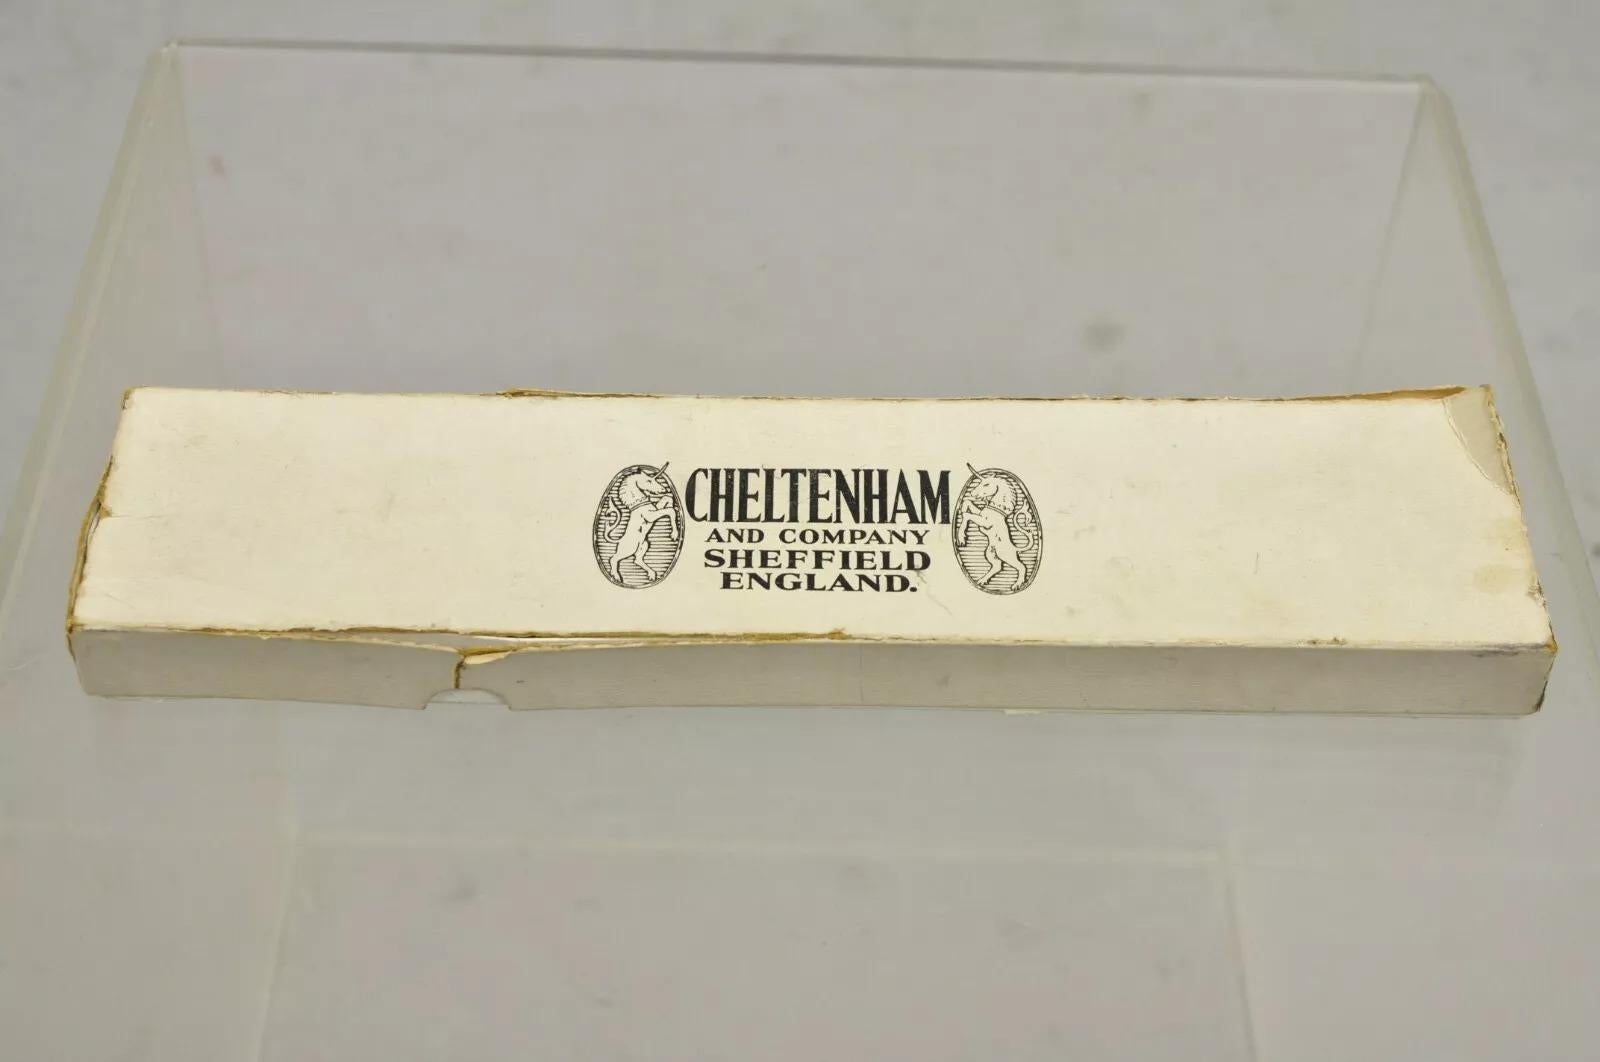 CHELTENHAM
AND COMPANY
SHEFFIELD
ENGLAND.